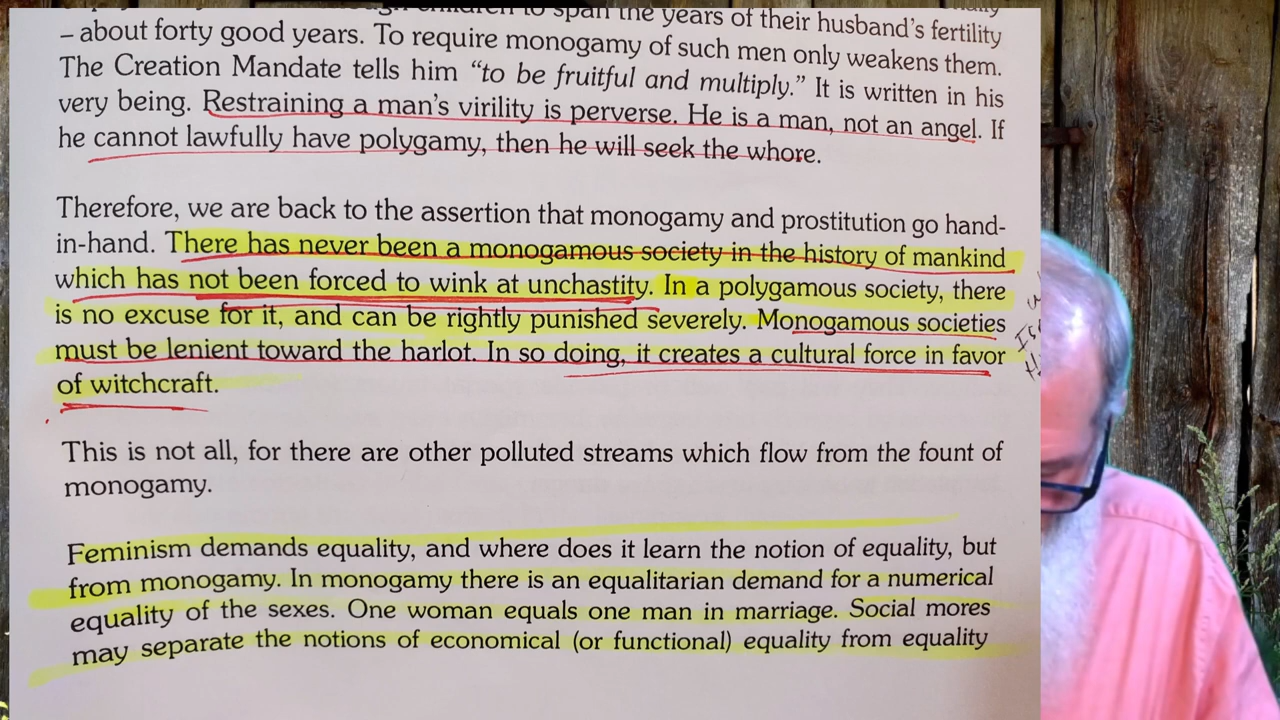 children to span the years of their husband's fertility
– about forty good years. To require monogamy of such men only weakens them.
The Creation Mandate tells him "to be fruitful and multiply." It is written in his
very being. Restraining a man's virility is perverse. He is a man, not an angel. If
he cannot lawfully have polygamy, then he will seek the whore.
Therefore, we are back to the assertion that monogamy and prostitution go hand-
in-hand. There has never been a monogamous society in the history of mankind
which has not been forced to wink at unchastity. In a polygamous society, there
is no excuse for it, and can be rightly punished severely. Monogamous societies
must be lenient toward the harlot. In so doing, it creates a cultural force in favor
of witchcraft.
This is not all, for there are other polluted streams which flow from the fount of
monogamy.
Feminism demands equality, and where does it learn the notion of equality, but
from monogamy. In monogamy there is an equalitarian demand for a numerical
equality of the sexes. One woman equals one man in marriage. Social mores
may separate the notions of economical (or functional) equality from equality